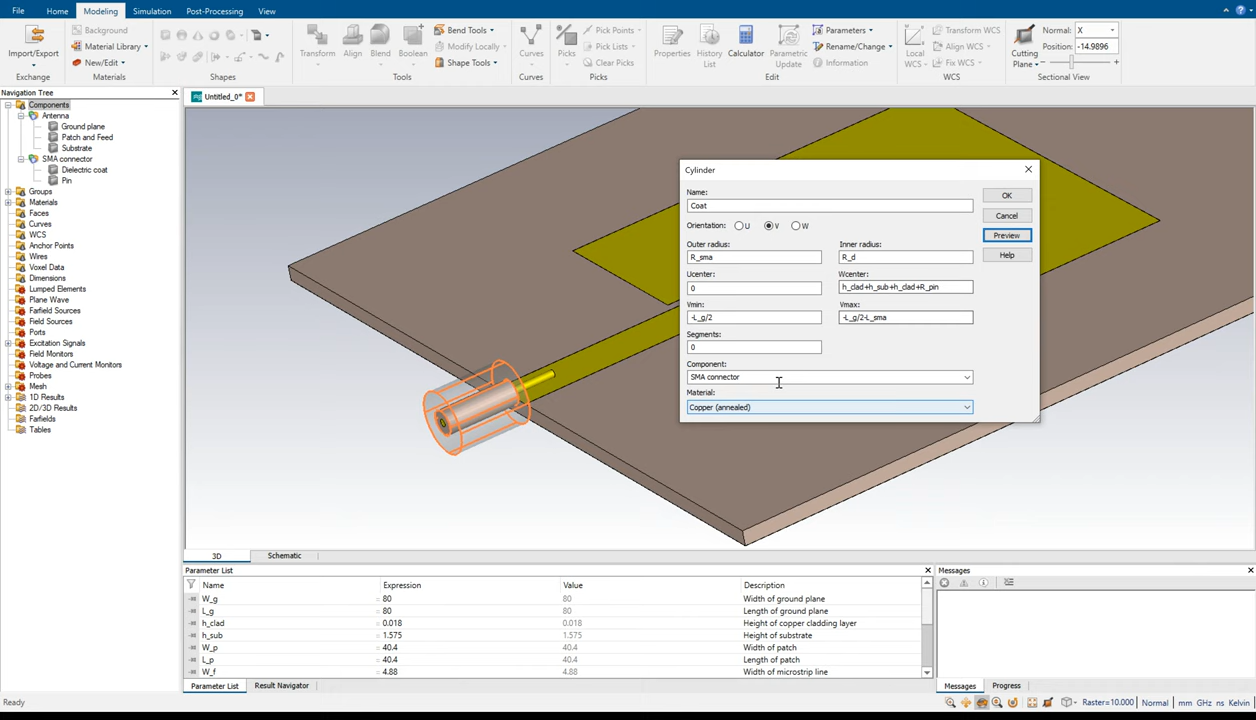 File Home Modeling Simulation Post-Processing View
Import/Export
Exchange
Background
Material Library
New/Edit
Materials
Shapes
Transform Align Blend Boolean
Bend Tools
Modify Locally
Shape Tools
Tools
Curves
Curves
Picks
Pick Points
Pick Lists
Clear Picks
Picks
Properties History List Calculator Parametric Update
Parameters
Rename/Change
Information
Edit
Local WCS
Transform WCS
Align WCS
Fix WCS
WCS
Cutting Plane
Normal: X
Position: -14.9896
Sectional View
Navigation Tree
Components
Antenna
Ground plane
Patch and Feed
Substrate
SMA connector
Dielectric coat
Pin
Groups
Materials
Faces
Curves
WCS
Anchor Points
Wires
Voxel Data
Dimensions
Lumped Elements
Plane Wave
Farfield Sources
Field Sources
Ports
Excitation Signals
Field Monitors
Voltage and Current Monitors
Probes
Mesh
1D Results
2D/3D Results
Farfields
Tables
Untitled_0*
Cylinder
Name:
Coat
Orientation: U V W
Outer radius: Inner radius:
R_sma R_d
Ucenter: Wcenter:
0 h_clad+h_sub+h_clad+R_pin
Vmin: Vmax:
-L_g/2 -L_g/2-L_sma
Segments:
0
Component:
SMA connector
Material:
Copper (annealed)
OK
Cancel
Preview
Help
3D Schematic
Parameter List
Name Expression Value Description
W_g = 80 80 Width of ground plane
L_g = 80 80 Length of ground plane
h_clad = 0.018 0.018 Height of copper cladding layer
h_sub = 1.575 1.575 Height of substrate
W_p = 40.4 40.4 Width of patch
L_p = 40.4 40.4 Length of patch
W_f = 4.88 4.88 Width of microstrip line
Parameter List Result Navigator
Messages
Messages Progress
Ready
Raster=10.000 Normal mm GHz ns Kelvin